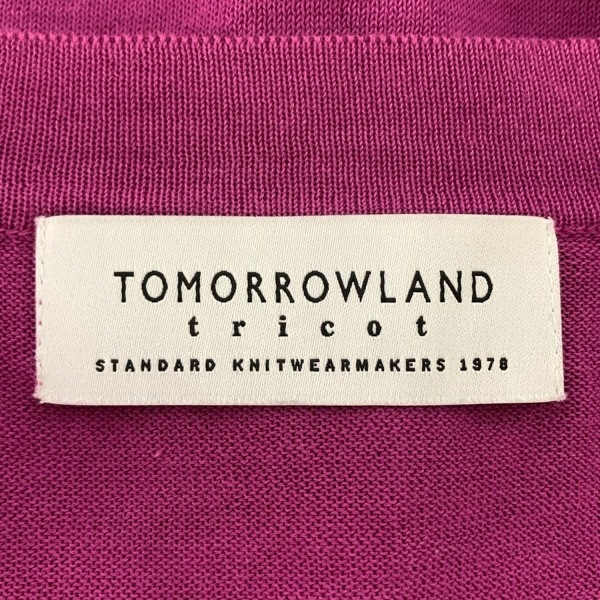 TOMORROWLAND
tricot
STANDARD KNITWEARMAKERS 1978